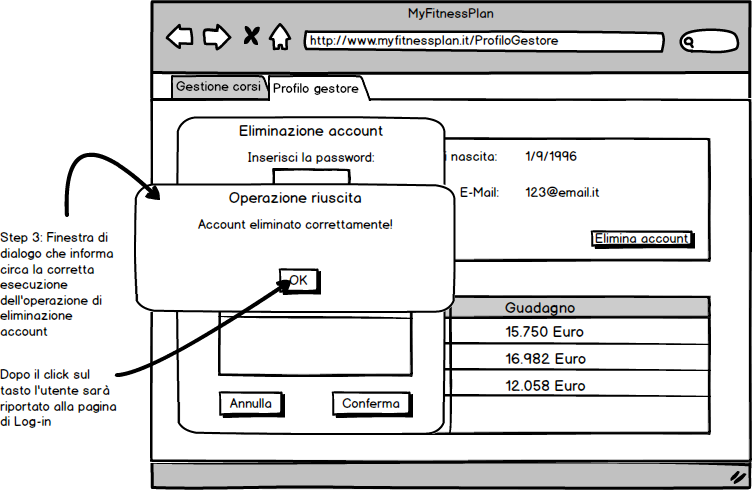 MyFitnessPlan
http://www.myfitnessplan.it/ProfiloGestore
Gestione corsi
Profilo gestore
Eliminazione account
Inserisci la password:
nascita: 1/9/1996
E-Mail: 123@email.it
Elimina account
Operazione riuscita
Account eliminato correttamente!
OK
Step 3: Finestra di
dialogo che informa
circa la corretta
esecuzione
dell'operazione di
eliminazione
account
Guadagno
15.750 Euro
16.982 Euro
12.058 Euro
Dopo il click sul
tasto l'utente sarà
riportato alla pagina
di Log-in
Annulla
Conferma